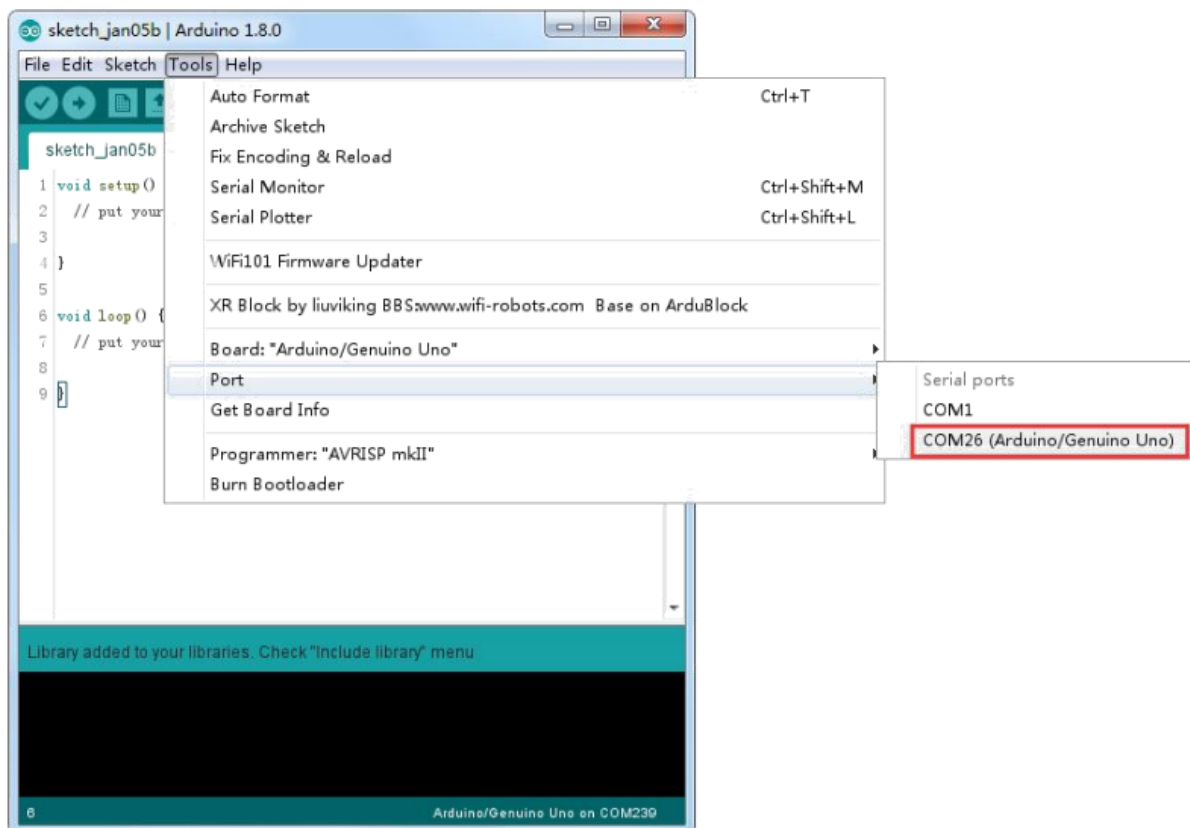 sketch_jan05b | Arduino 1.8.0
File Edit Sketch Tools Help
Auto Format Ctrl+T
Archive Sketch
sketch_jan05b
Fix Encoding & Reload
1 void setup()
Serial Monitor Ctrl+Shift+M
2 // put your
Serial Plotter Ctrl+Shift+L
3
4 }
WiFi101 Firmware Updater
5
XR Block by liuviking BBS:www.wifi-robots.com Base on ArduBlock
6 void loop() {
7 // put your
Board: "Arduino/Genuino Uno"
8
Port
Serial ports
9 }
Get Board Info
COM1
COM26 (Arduino/Genuino Uno)
Programmer: "AVRISP mkII"
Burn Bootloader
Library added to your libraries. Check "Include library" menu
6 Arduino/Genuino Uno on COM239